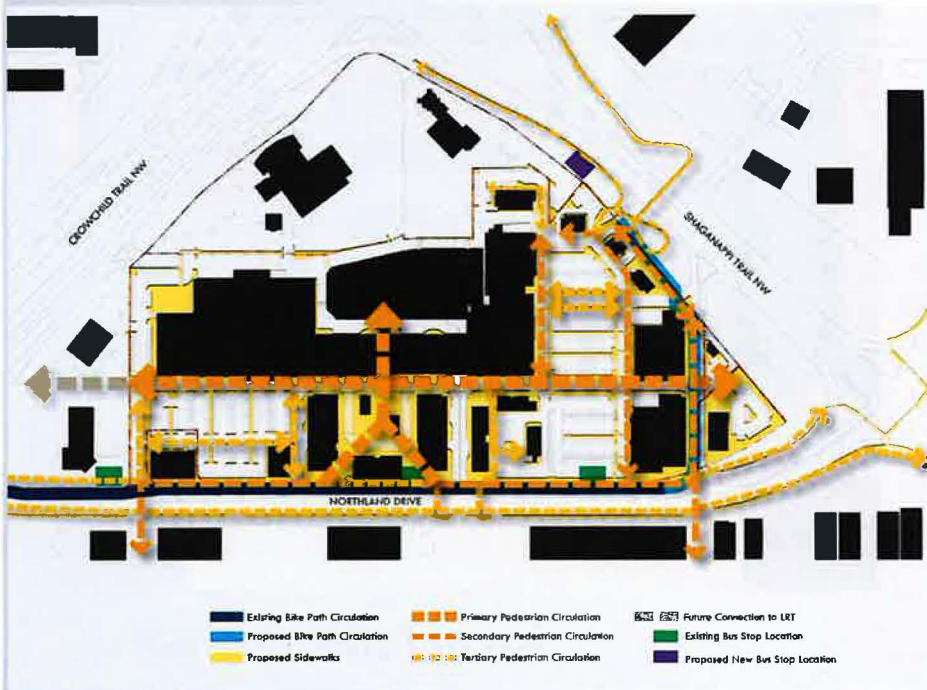 CROWCHILD TRAIL NW
SHAGANAPPI TRAIL NW
NORTHLAND DRIVE
Existing Bike Path Circulation
Proposed Bike Path Circulation
Proposed Sidewalks
Primary Pedestrian Circulation
Secondary Pedestrian Circulation
Tertiary Pedestrian Circulation
Future Connection to LRT
Existing Bus Stop Location
Proposed New Bus Stop Location